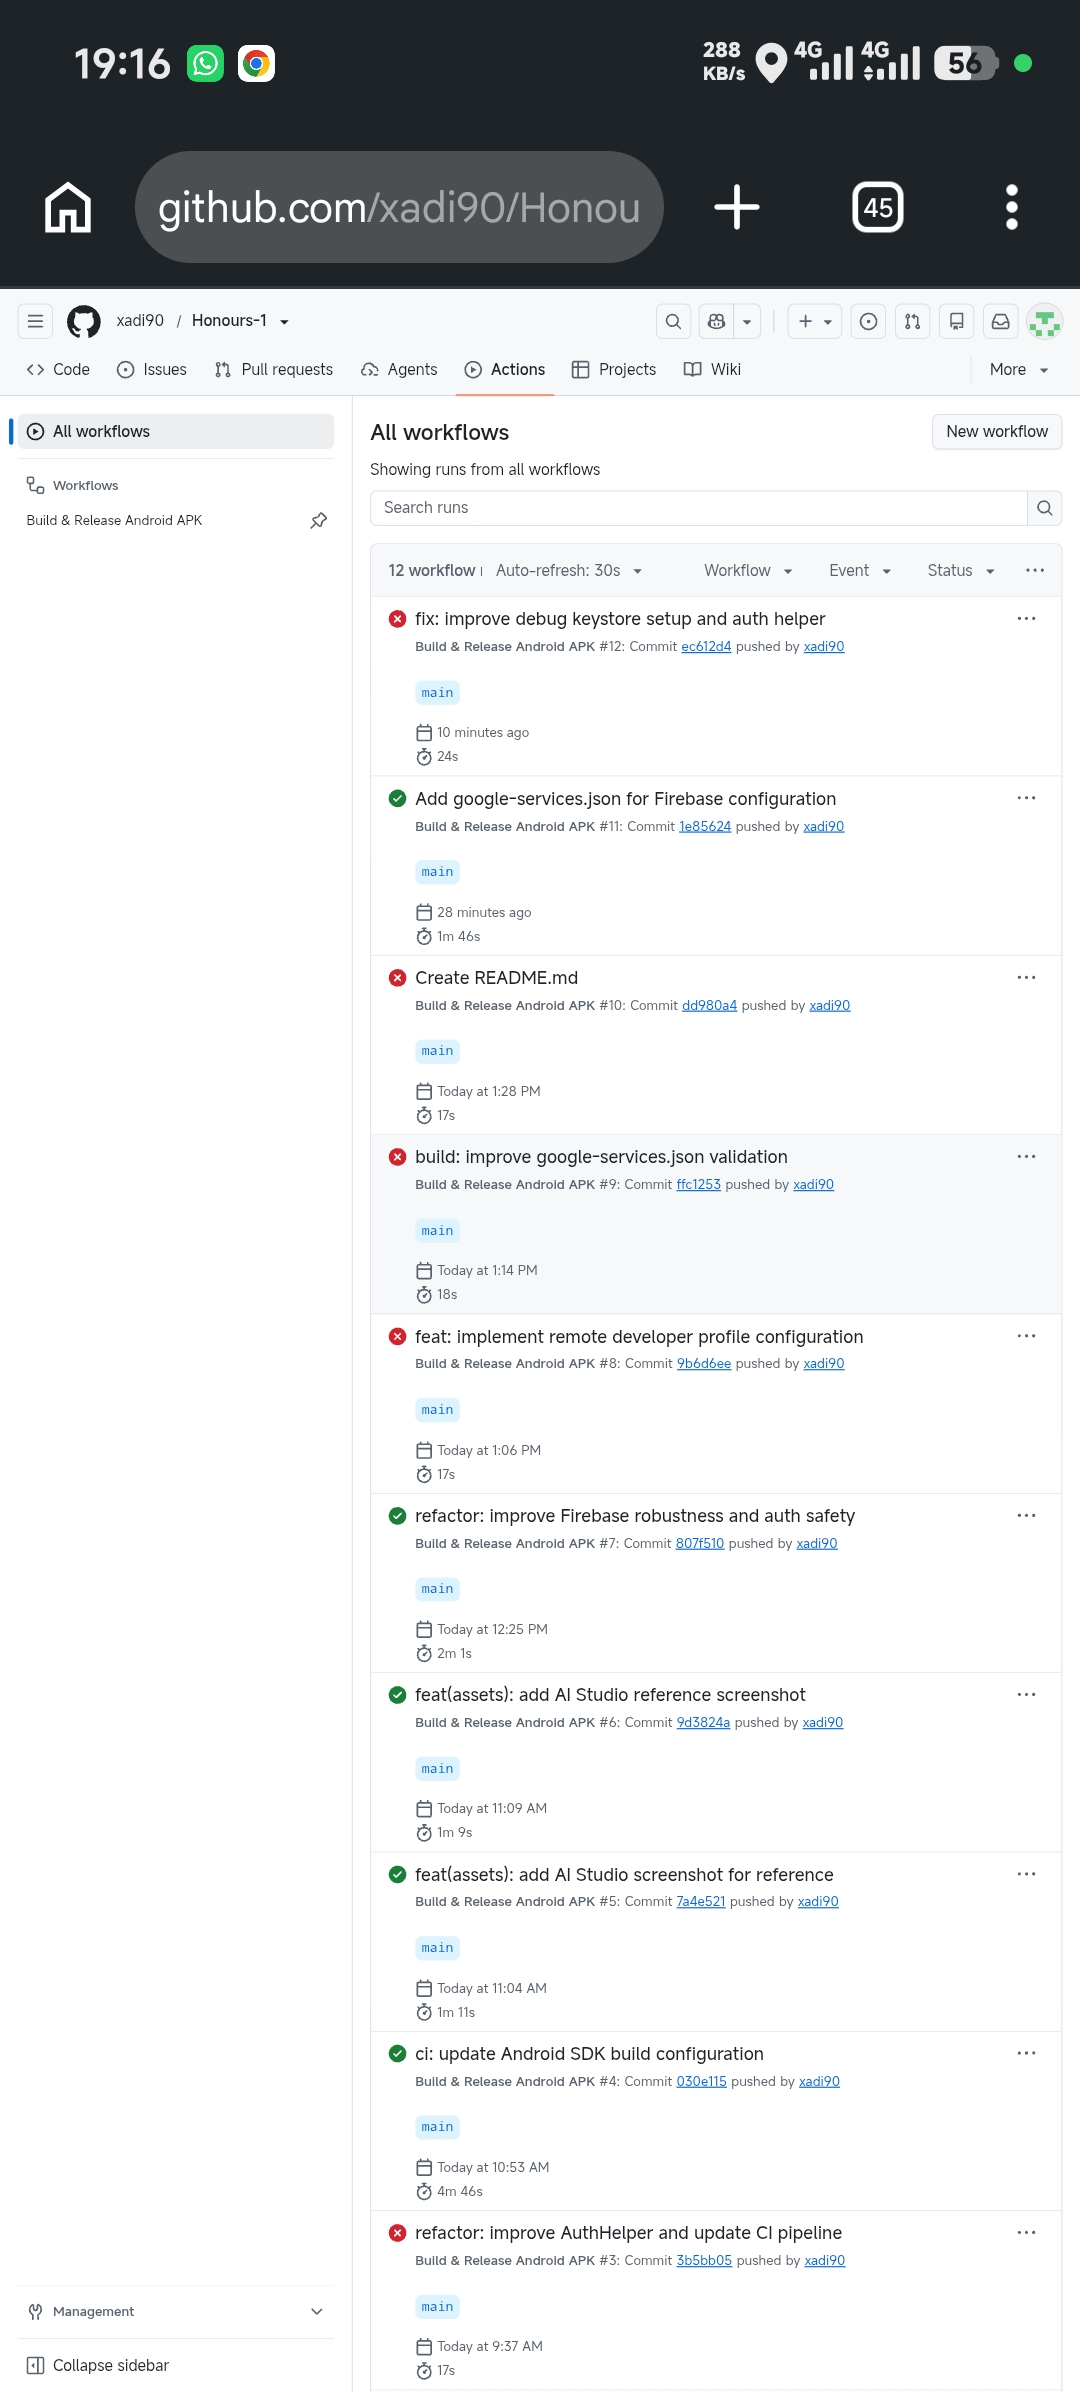 19:16
288 KB/s 4G 4G 56
github.com/xadi90/Honou
45
xadi90 / Honours-1
Code Issues Pull requests Agents Actions Projects Wiki More
All workflows
Workflows
Build & Release Android APK
All workflows
New workflow
Showing runs from all workflows
Search runs
12 workflow Auto-refresh: 30s Workflow Event Status
fix: improve debug keystore setup and auth helper
Build & Release Android APK #12: Commit ec612d4 pushed by xadi90
main
10 minutes ago
24s
Add google-services.json for Firebase configuration
Build & Release Android APK #11: Commit 1e85624 pushed by xadi90
main
28 minutes ago
1m 46s
Create README.md
Build & Release Android APK #10: Commit dd980a4 pushed by xadi90
main
Today at 1:28 PM
17s
build: improve google-services.json validation
Build & Release Android APK #9: Commit ffc1253 pushed by xadi90
main
Today at 1:14 PM
18s
feat: implement remote developer profile configuration
Build & Release Android APK #8: Commit 9b6d6ee pushed by xadi90
main
Today at 1:06 PM
17s
refactor: improve Firebase robustness and auth safety
Build & Release Android APK #7: Commit 807f510 pushed by xadi90
main
Today at 12:25 PM
2m 1s
feat(assets): add AI Studio reference screenshot
Build & Release Android APK #6: Commit 9d3824a pushed by xadi90
main
Today at 11:09 AM
1m 9s
feat(assets): add AI Studio screenshot for reference
Build & Release Android APK #5: Commit 7a4e521 pushed by xadi90
main
Today at 11:04 AM
1m 11s
ci: update Android SDK build configuration
Build & Release Android APK #4: Commit 030e115 pushed by xadi90
main
Today at 10:53 AM
4m 46s
refactor: improve AuthHelper and update CI pipeline
Build & Release Android APK #3: Commit 3b5bb05 pushed by xadi90
main
Today at 9:37 AM
17s
Management
Collapse sidebar